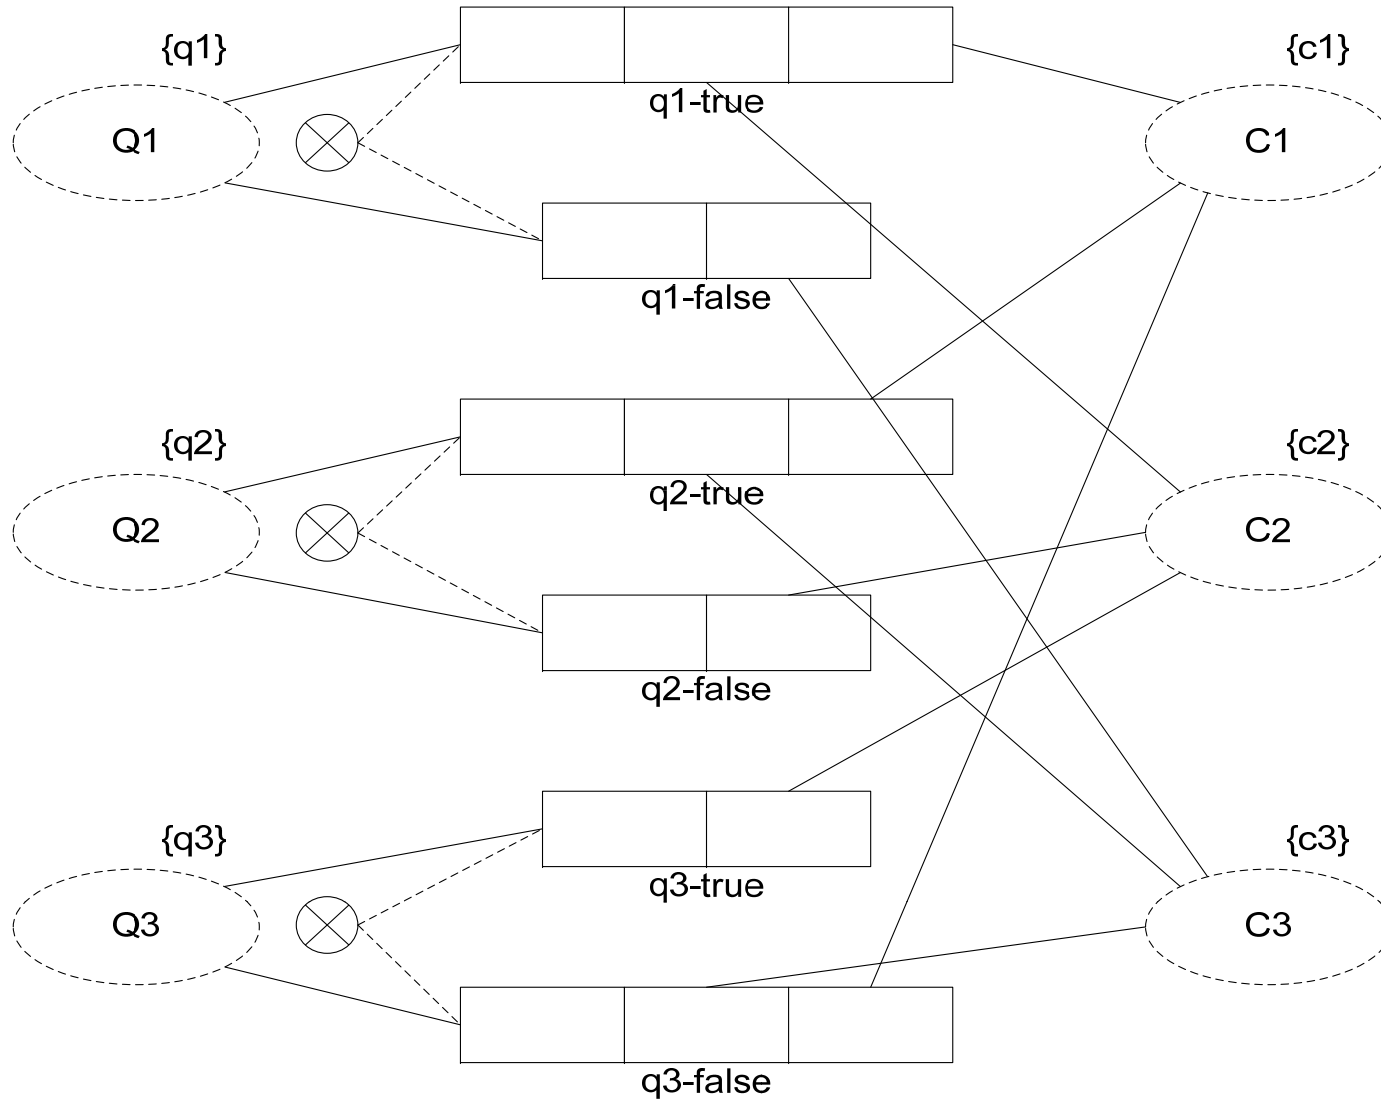 {q1}
{c1}
q1-true
Q1
C1
q1-false
{q2}
{c2}
q2-true
Q2
C2
q2-false
{q3}
{c3}
q3-true
Q3
C3
q3-false